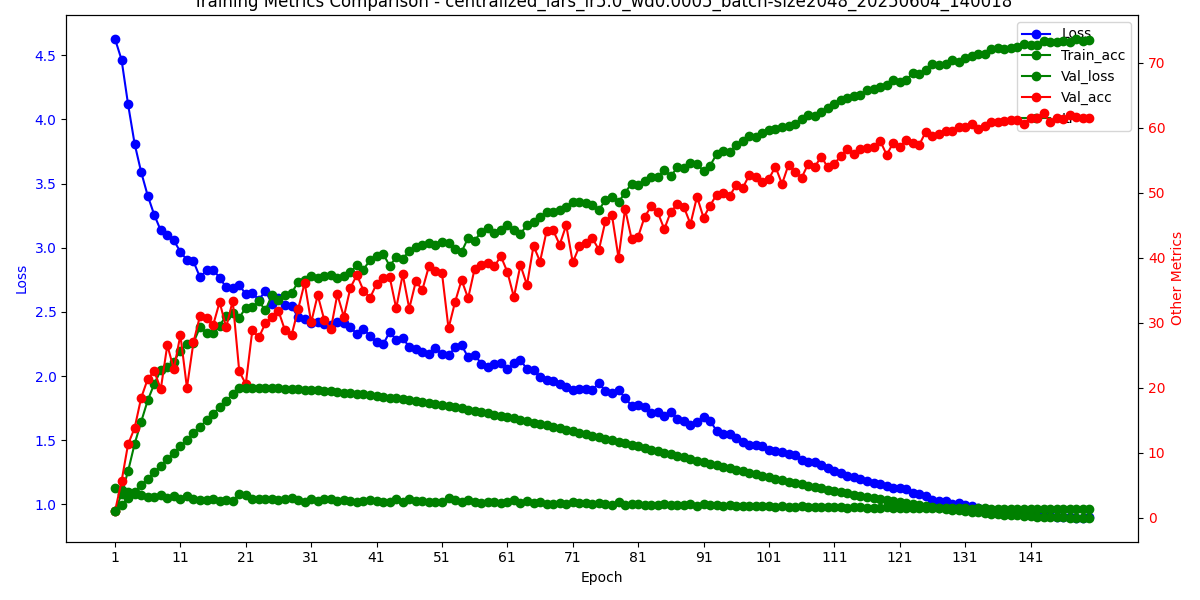 Training Metrics Comparison - centralized_lars_lr5.0_wd0.0005_batch-size2048_20250604_140018
Loss
Train_acc
Val_loss
Val_acc
4.5
4.0
3.5
3.0
2.5
2.0
1.5
1.0
Loss
70
60
50
40
30
20
10
0
Other Metrics
1 11 21 31 41 51 61 71 81 91 101 111 121 131 141
Epoch